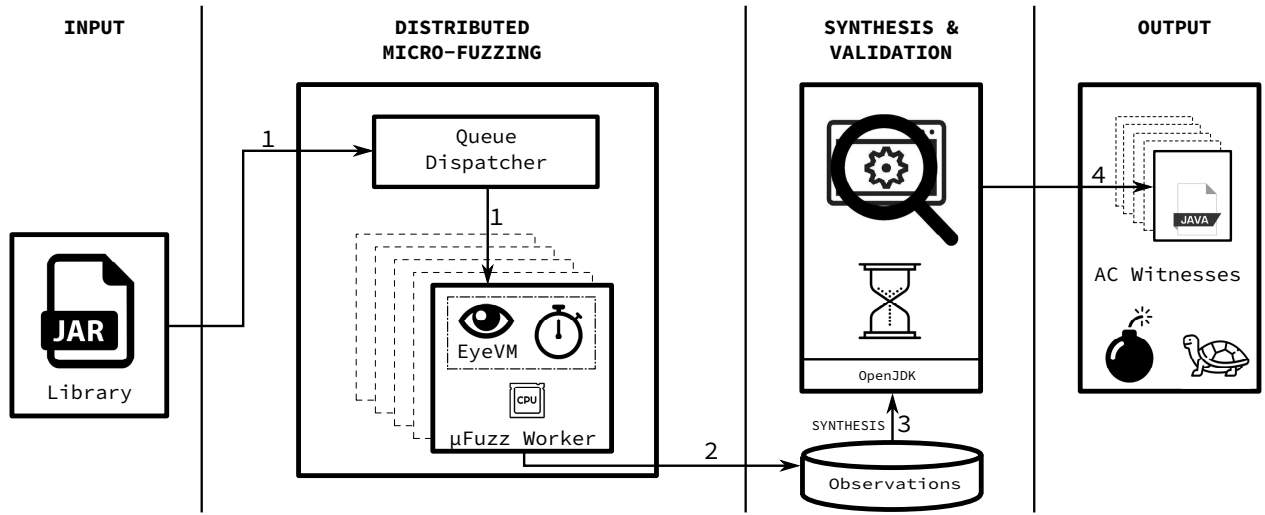 INPUT
DISTRIBUTED
MICRO-FUZZING
SYNTHESIS &
VALIDATION
OUTPUT
1
Queue
Dispatcher
1
4
JAVA
JAR
Library
EyeVM
CPU
µFuzz Worker
AC Witnesses
OpenJDK
SYNTHESIS
3
2
Observations